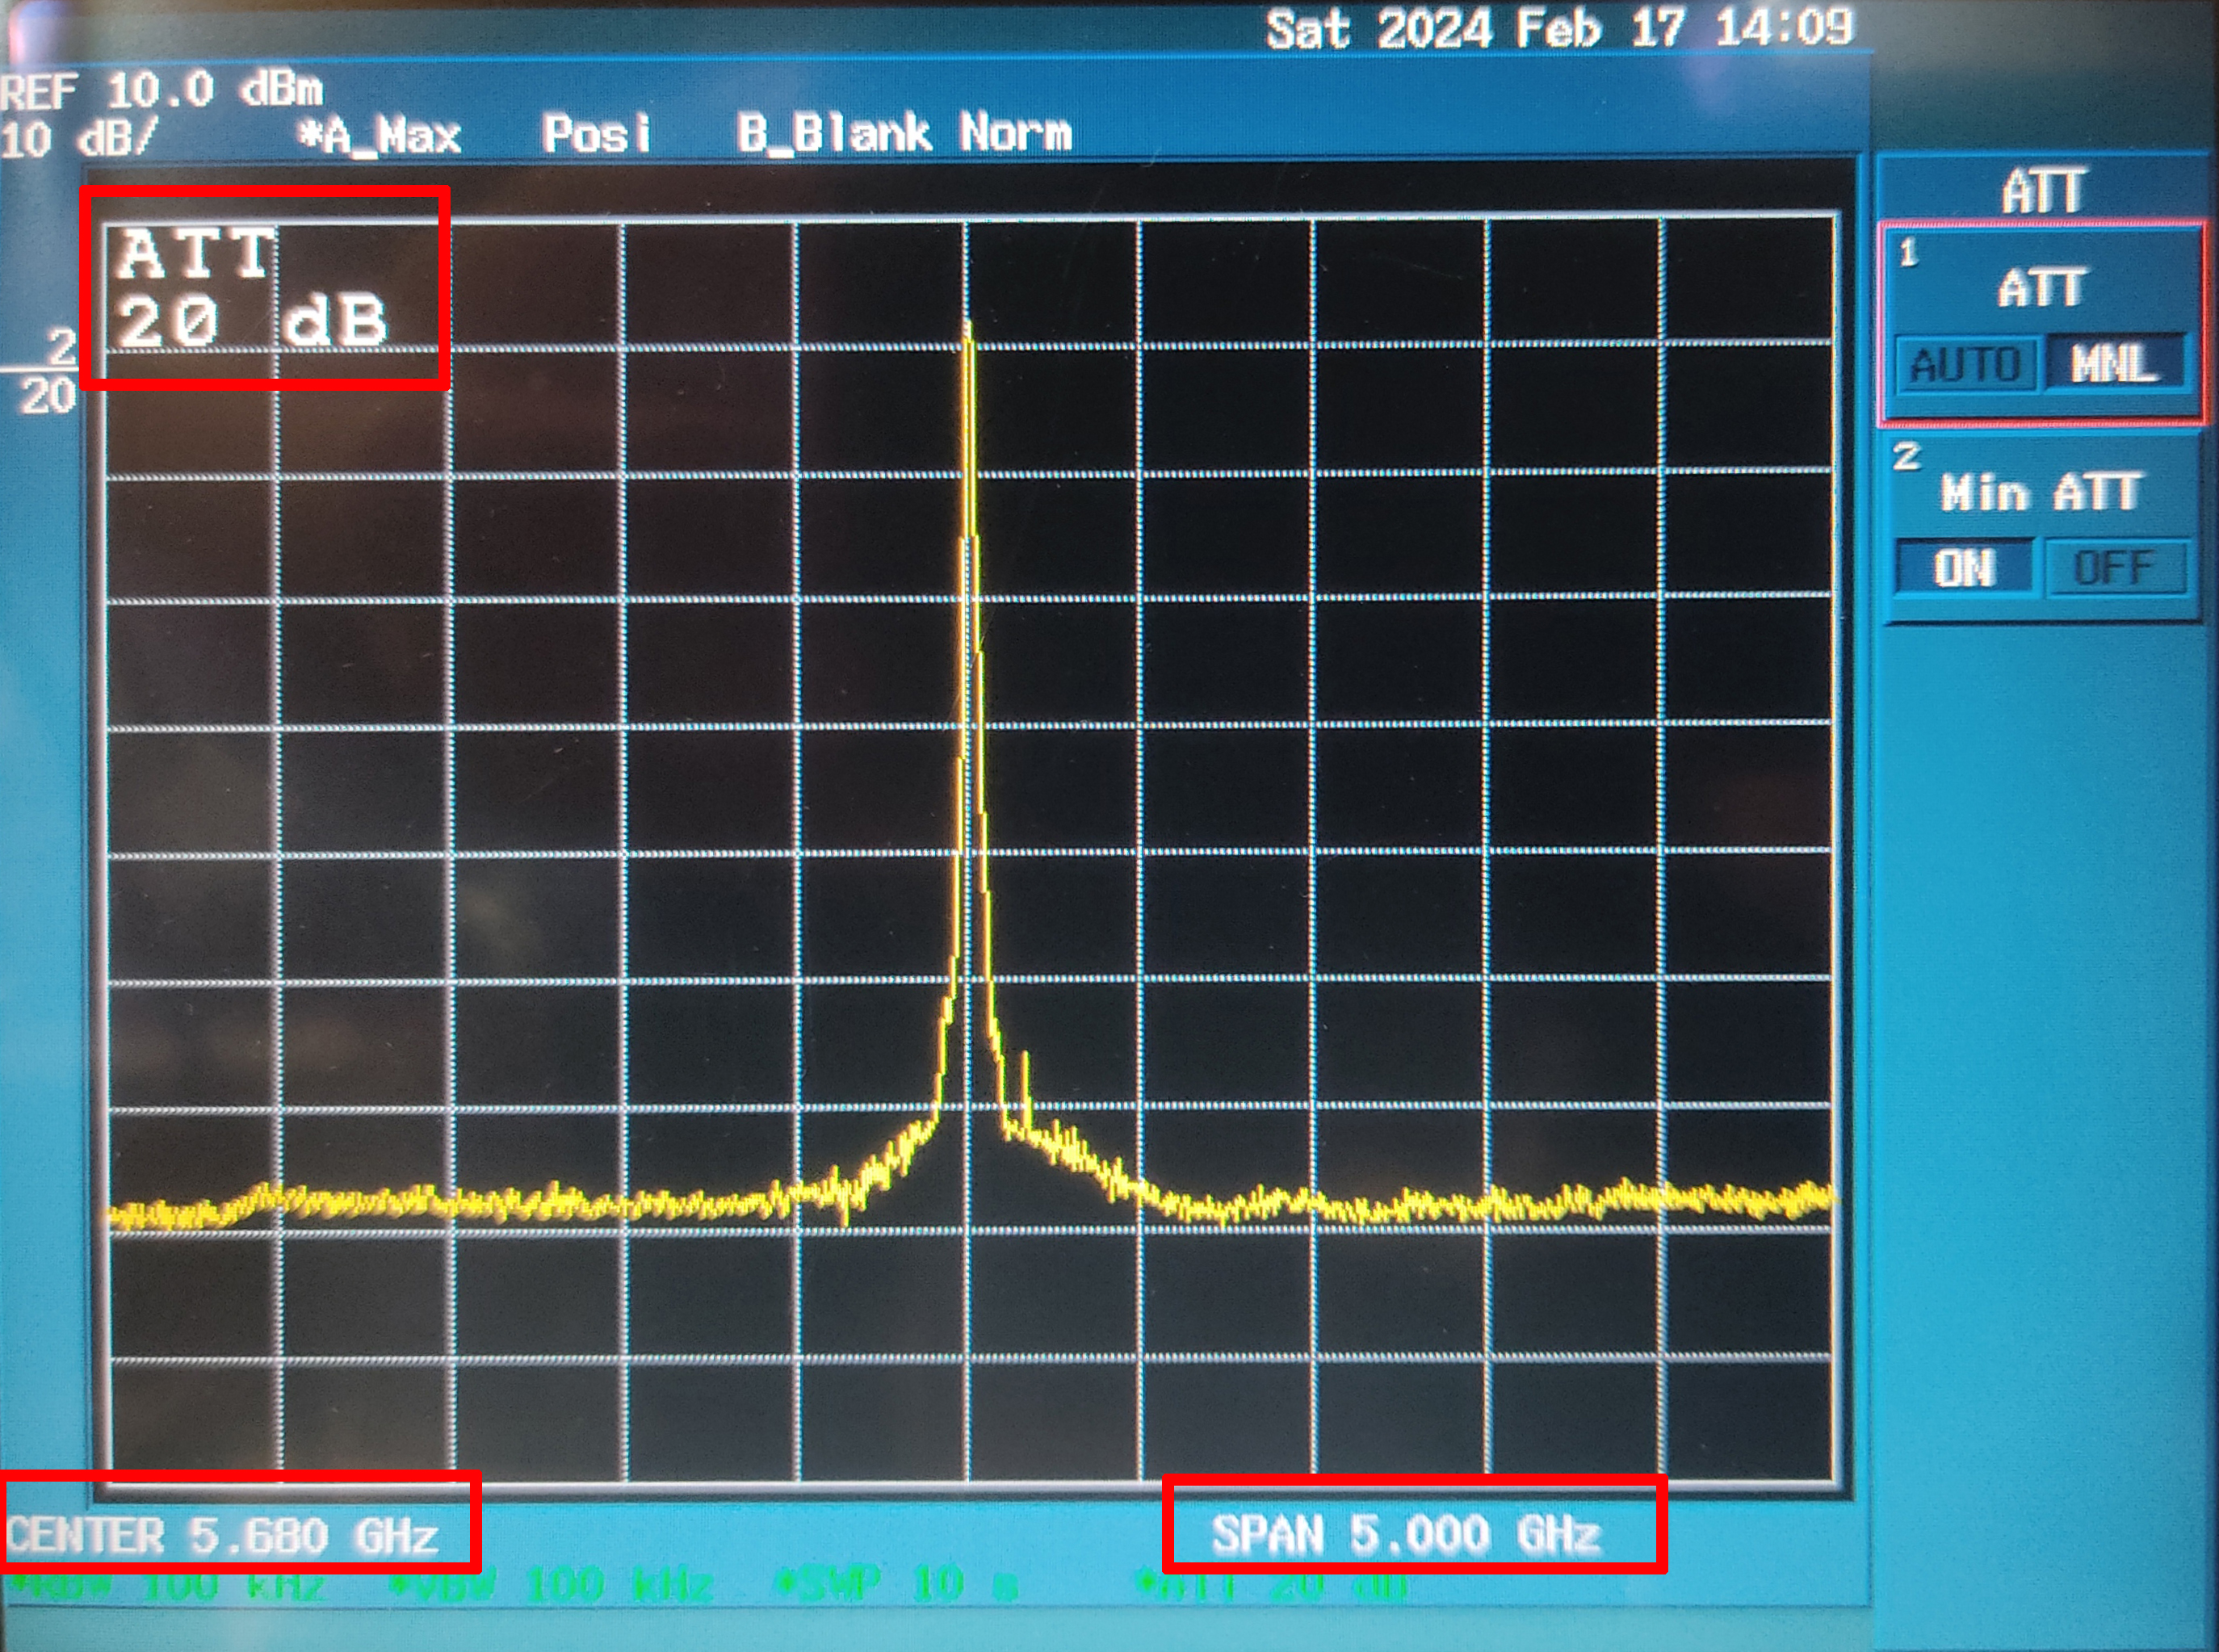 Sat 2024 Feb 17 14:09
REF 10.0 dBm
10 dB/ *A_Max Posi B_Blank Norm
ATT
20 dB
2
20
ATT
1
ATT
AUTO MNL
2
Min ATT
ON OFF
CENTER 5.680 GHz SPAN 5.000 GHz
*RBW 100 kHz *VBW 100 kHz *SWP 10 s *ATT 20 dB